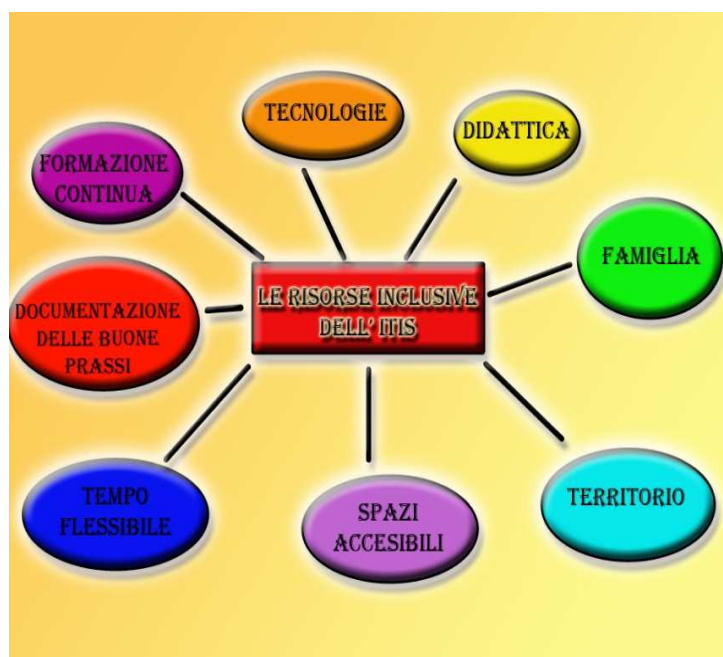 TECNOLOGIE
DIDATTICA
FORMAZIONE
CONTINUA
FAMIGLIA
LE RISORSE INCLUSIVE
DELL' ITIS
DOCUMENTAZIONE
DELLE BUONE
PRASSI
TEMPO
FLESSIBILE
SPAZI
ACCESIBILI
TERRITORIO